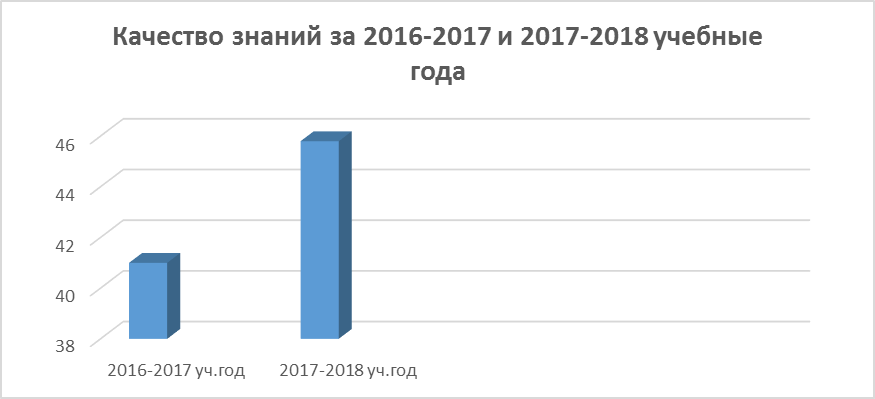 Качество знаний за 2016-2017 и 2017-2018 учебные
года
46
44
42
40
38
2016-2017 уч.год
2017-2018 уч.год